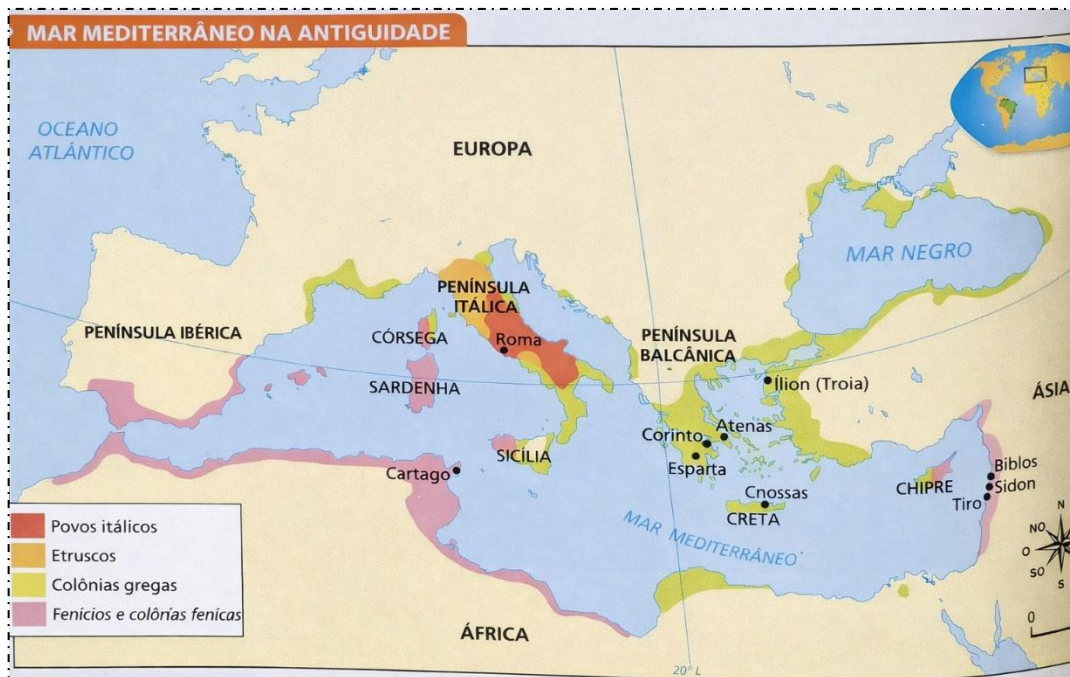 MAR MEDITERRÂNEO NA ANTIGUIDADE
OCEANO
ATLÂNTICO
EUROPA
MAR NEGRO
PENÍNSULA
ITÁLICA
PENÍNSULA IBÉRICA
CÓRSEGA
Roma
PENÍNSULA
BALCÂNICA
SARDENHA
Ílion (Troia)
ÁSIA
Atenas
Corinto
Esparta
SICÍLIA
Cartago
Biblos
Sidon
Tiro
CHIPRE
Cnossas
CRETA
MAR MEDITERRÂNEO
N
NO
O
SO
S
Povos itálicos
Etruscos
Colônias gregas
Fenícios e colônias fenicas
ÁFRICA
0
20° L